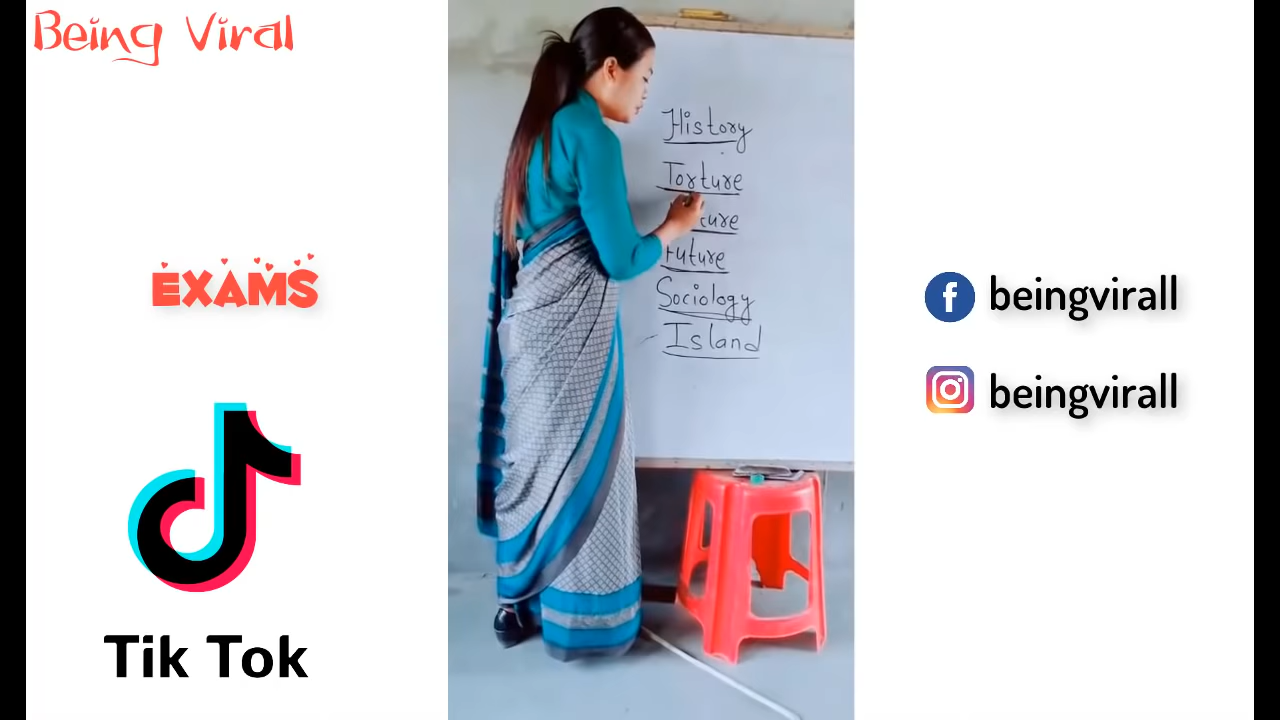 Being Viral
EXAMS
Tik Tok
History
Torture
Future
Sociology
Island
beingvirall
beingvirall